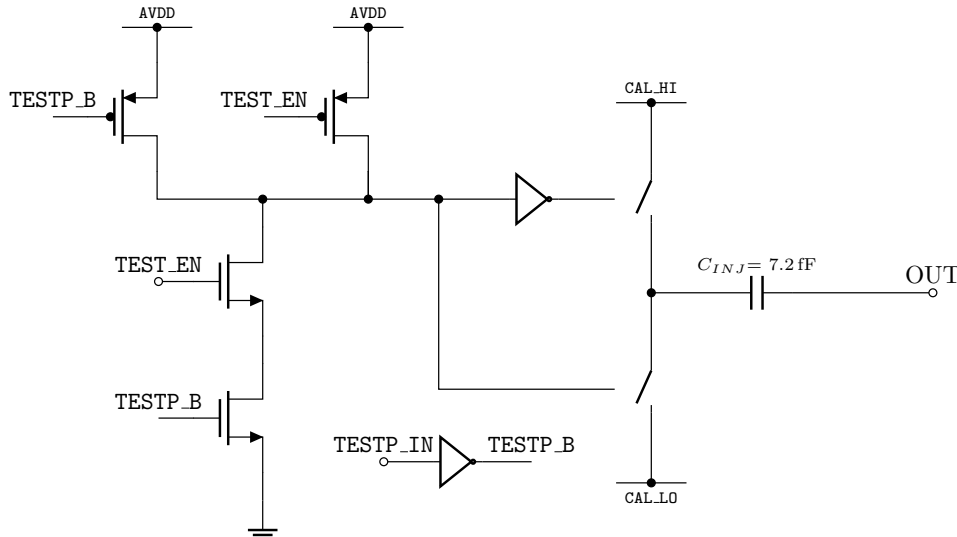 AVDD
AVDD
TESTP_B
TEST_EN
CAL_HI
TEST_EN
C_INJ = 7.2 fF
OUT
TESTP_B
TESTP_IN
TESTP_B
CAL_LO